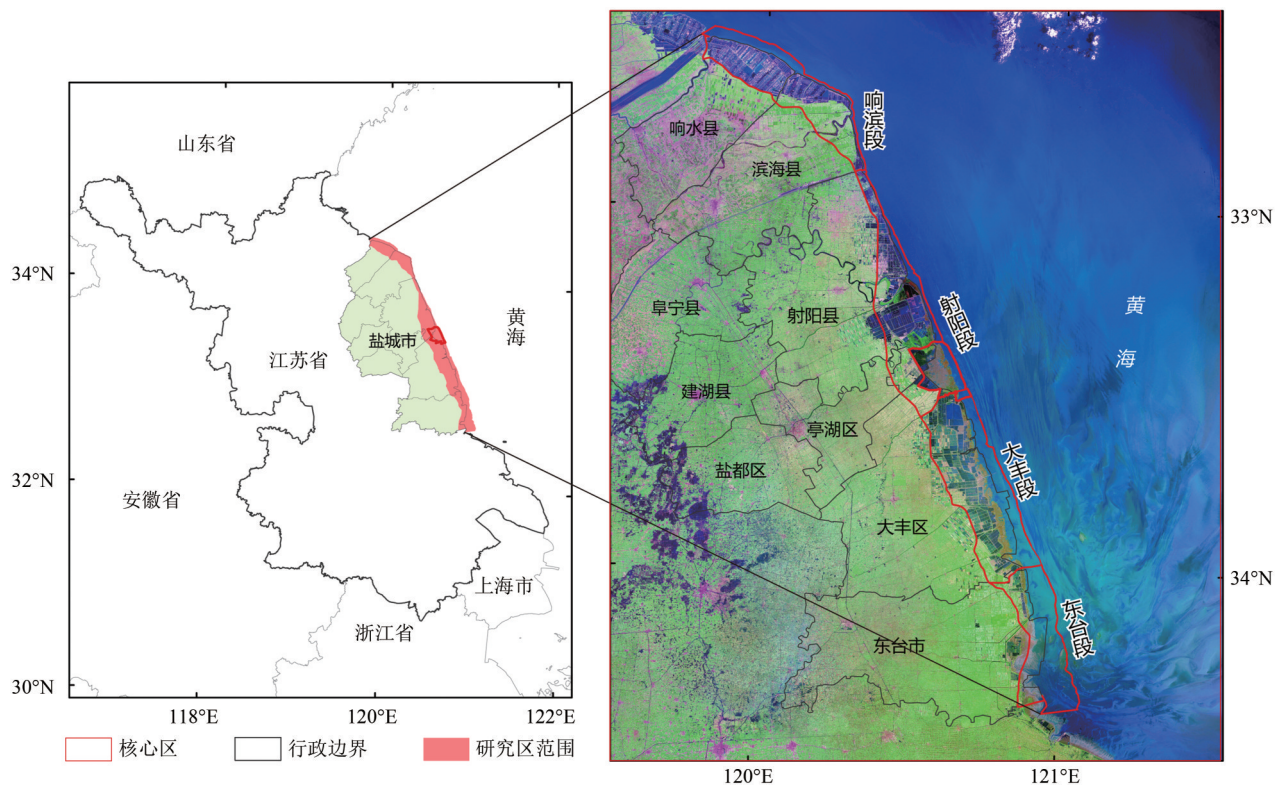 山东省
34°N
黄海
盐城市
江苏省
32°N
安徽省
上海市
浙江省
30°N
118°E
120°E
122°E
核心区
行政边界
研究区范围
响滨段
响水县
滨海县
33°N
阜宁县
射阳县
射阳段
黄
海
建湖县
亭湖区
盐都区
大丰段
大丰区
34°N
东台段
东台市
120°E
121°E